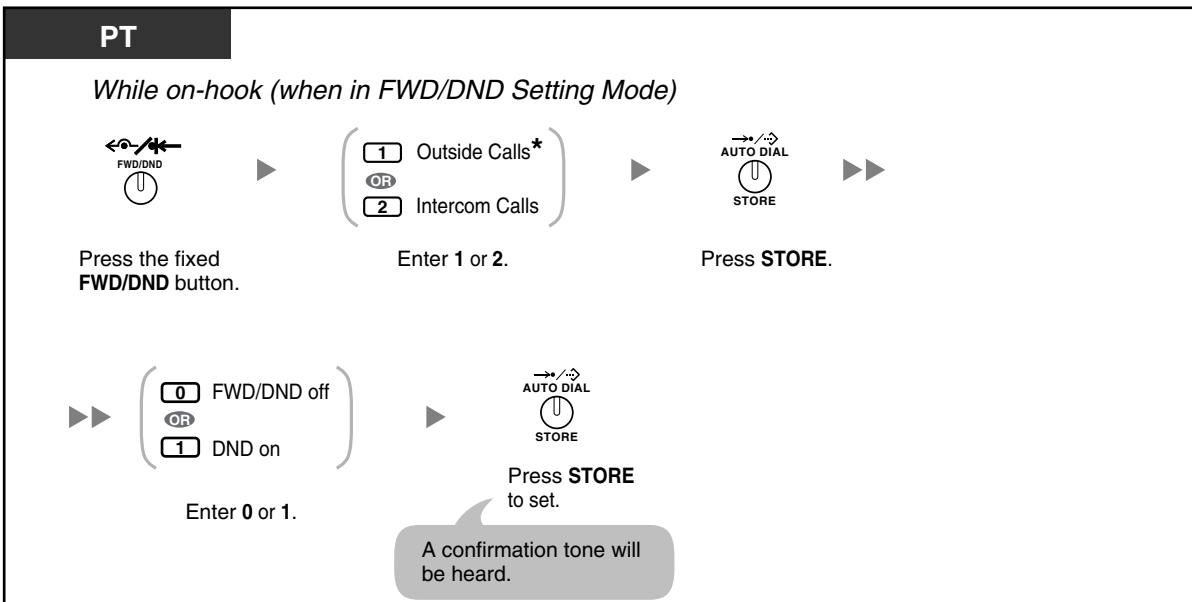 PT
While on-hook (when in FWD/DND Setting Mode)
FWD/DND
1 Outside Calls*
OR
2 Intercom Calls
AUTO DIAL
STORE
Press the fixed
FWD/DND button.
Enter 1 or 2.
Press STORE.
0 FWD/DND off
OR
1 DND on
AUTO DIAL
STORE
Enter 0 or 1.
Press STORE
to set.
A confirmation tone will
be heard.